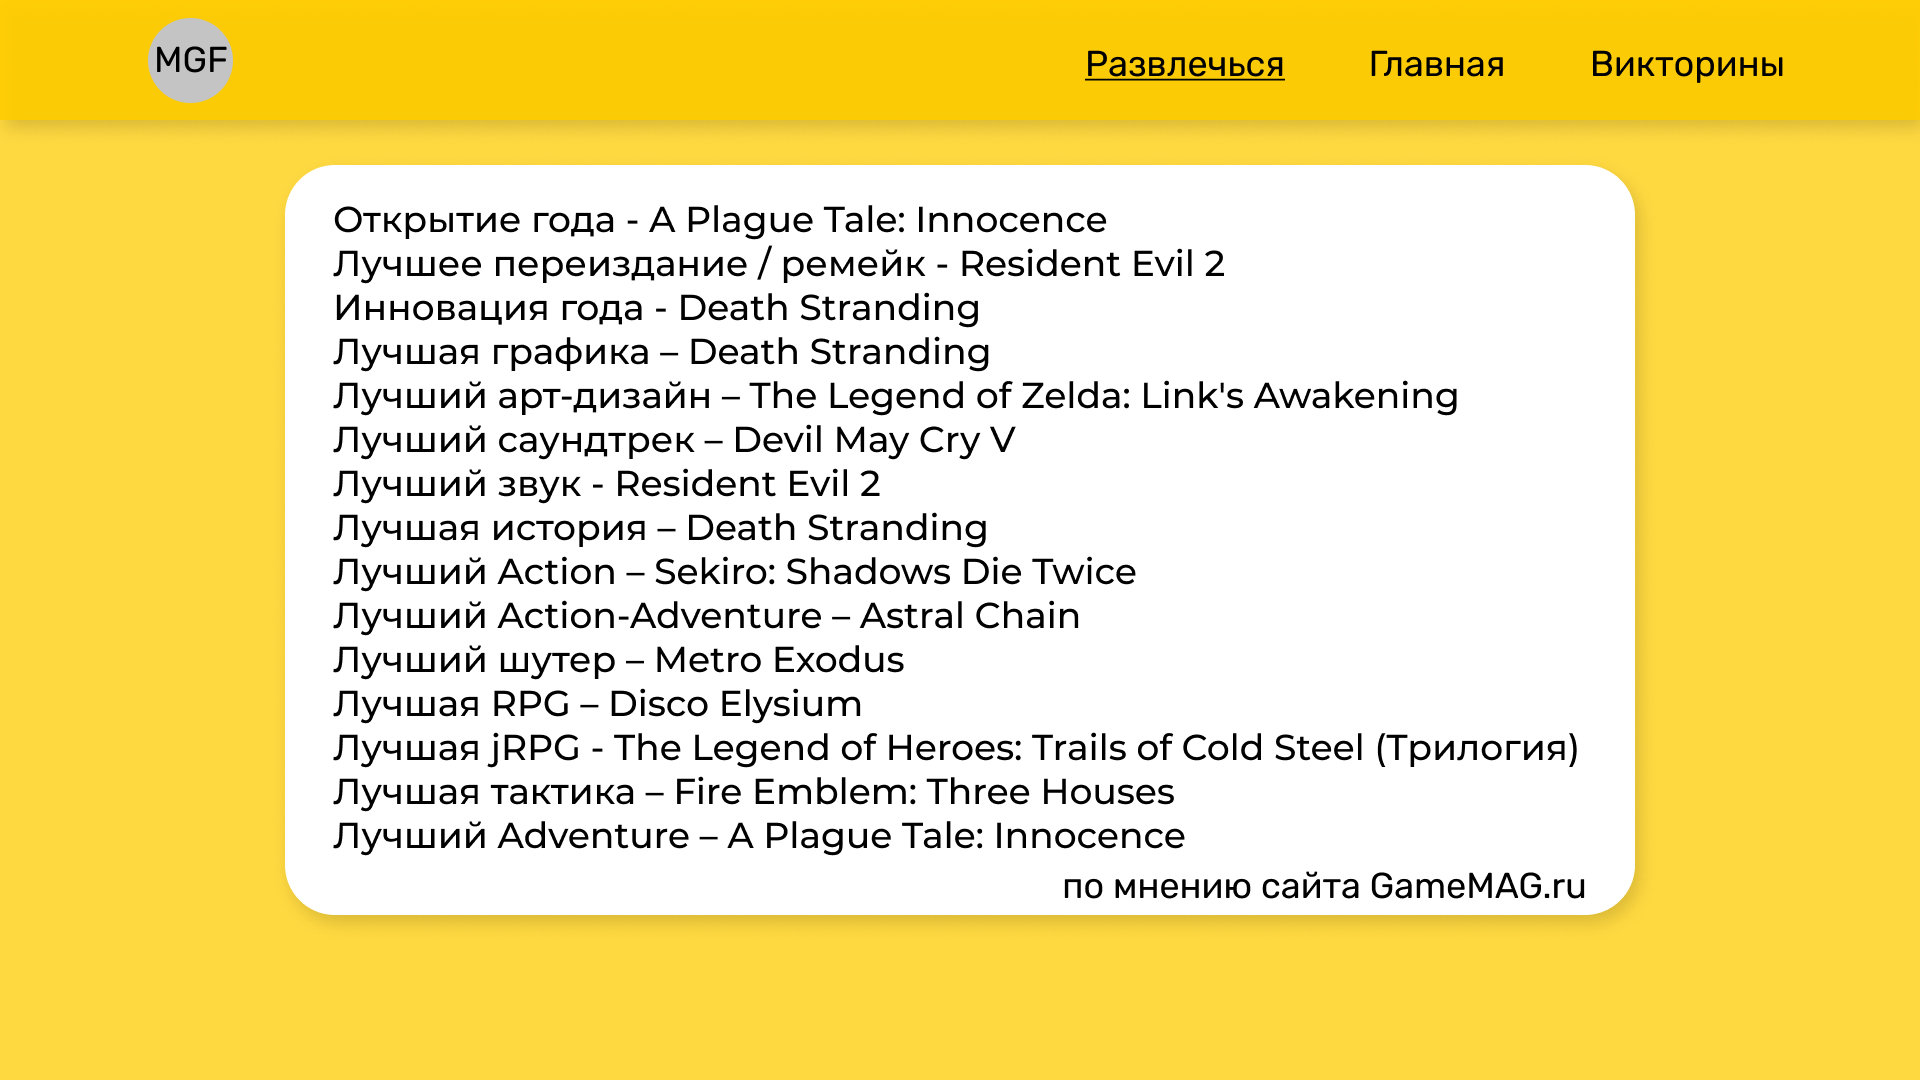 MGF
Развлечься
Главная
Викторины
Открытие года - A Plague Tale: Innocence
Лучшее переиздание / ремейк - Resident Evil 2
Инновация года - Death Stranding
Лучшая графика – Death Stranding
Лучший арт-дизайн – The Legend of Zelda: Link's Awakening
Лучший саундтрек – Devil May Cry V
Лучший звук - Resident Evil 2
Лучшая история – Death Stranding
Лучший Action – Sekiro: Shadows Die Twice
Лучший Action-Adventure – Astral Chain
Лучший шутер – Metro Exodus
Лучшая RPG – Disco Elysium
Лучшая jRPG - The Legend of Heroes: Trails of Cold Steel (Трилогия)
Лучшая тактика – Fire Emblem: Three Houses
Лучший Adventure – A Plague Tale: Innocence
по мнению сайта GameMAG.ru